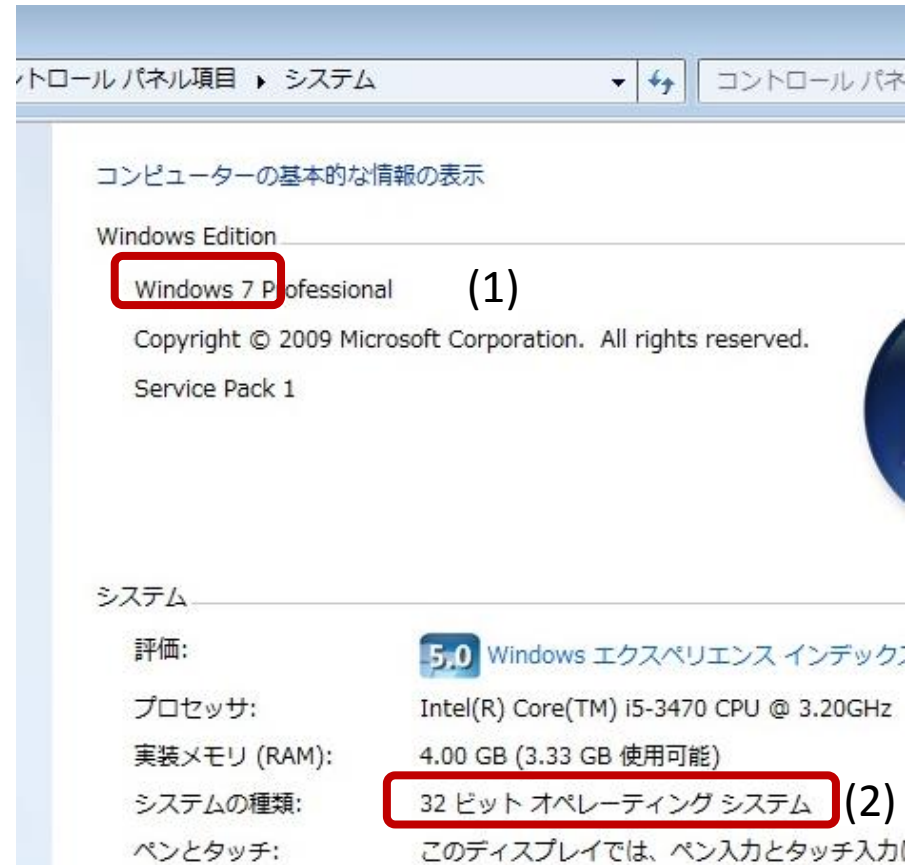 ントロール パネル項目 ▸ システム コントロール パネ
コンピューターの基本的な情報の表示
Windows Edition
Windows 7 Professional (1)
Copyright © 2009 Microsoft Corporation. All rights reserved.
Service Pack 1
システム
評価: 5.0 Windows エクスペリエンス インデックス
プロセッサ: Intel(R) Core(TM) i5-3470 CPU @ 3.20GHz
実装メモリ (RAM): 4.00 GB (3.33 GB 使用可能)
システムの種類: 32 ビット オペレーティング システム (2)
ペンとタッチ: このディスプレイでは、ペン入力とタッチ入力は